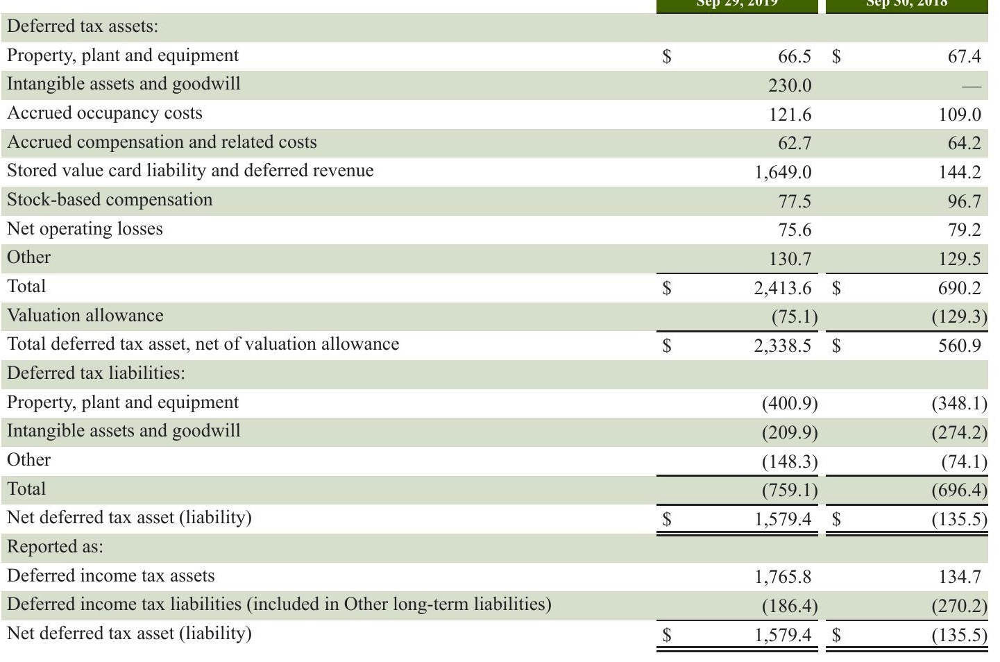 Sep 29, 2019 Sep 30, 2018
Deferred tax assets:
Property, plant and equipment $ 66.5 $ 67.4
Intangible assets and goodwill 230.0 —
Accrued occupancy costs 121.6 109.0
Accrued compensation and related costs 62.7 64.2
Stored value card liability and deferred revenue 1,649.0 144.2
Stock-based compensation 77.5 96.7
Net operating losses 75.6 79.2
Other 130.7 129.5
Total $ 2,413.6 $ 690.2
Valuation allowance (75.1) (129.3)
Total deferred tax asset, net of valuation allowance $ 2,338.5 $ 560.9
Deferred tax liabilities:
Property, plant and equipment (400.9) (348.1)
Intangible assets and goodwill (209.9) (274.2)
Other (148.3) (74.1)
Total (759.1) (696.4)
Net deferred tax asset (liability) $ 1,579.4 $ (135.5)
Reported as:
Deferred income tax assets 1,765.8 134.7
Deferred income tax liabilities (included in Other long-term liabilities) (186.4) (270.2)
Net deferred tax asset (liability) $ 1,579.4 $ (135.5)